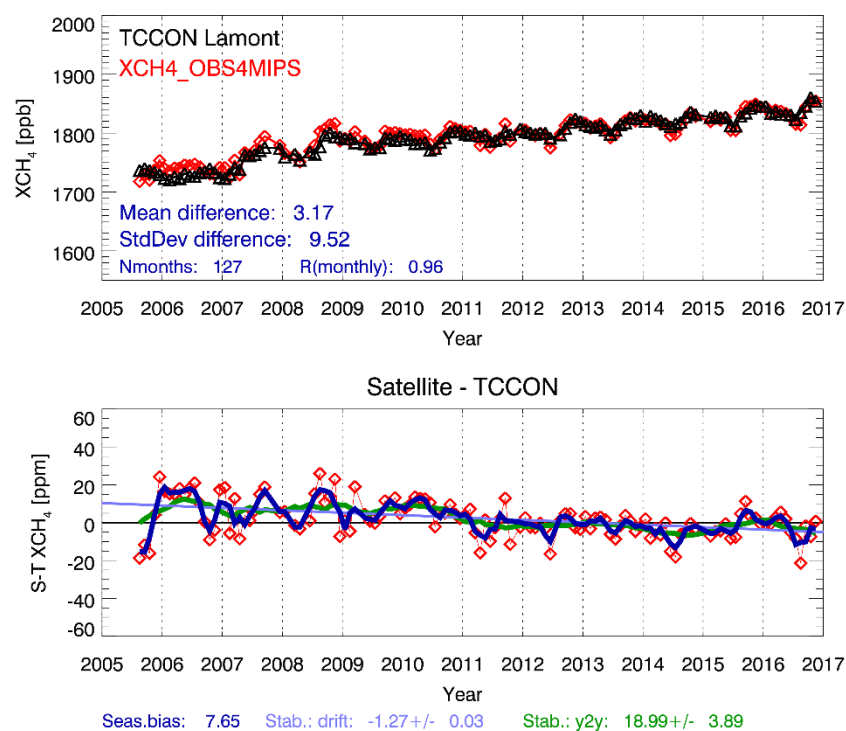 2000
1900
1800
1700
1600
XCH4 [ppb]
TCCON Lamont
XCH4_OBS4MIPS
Mean difference: 3.17
StdDev difference: 9.52
Nmonths: 127 R(monthly): 0.96
2005 2006 2007 2008 2009 2010 2011 2012 2013 2014 2015 2016 2017
Year
Satellite - TCCON
60
40
20
0
-20
-40
-60
S-T XCH4 [ppm]
2005 2006 2007 2008 2009 2010 2011 2012 2013 2014 2015 2016 2017
Year
Seas.bias: 7.65 Stab.: drift: -1.27+/- 0.03 Stab.: y2y: 18.99+/- 3.89